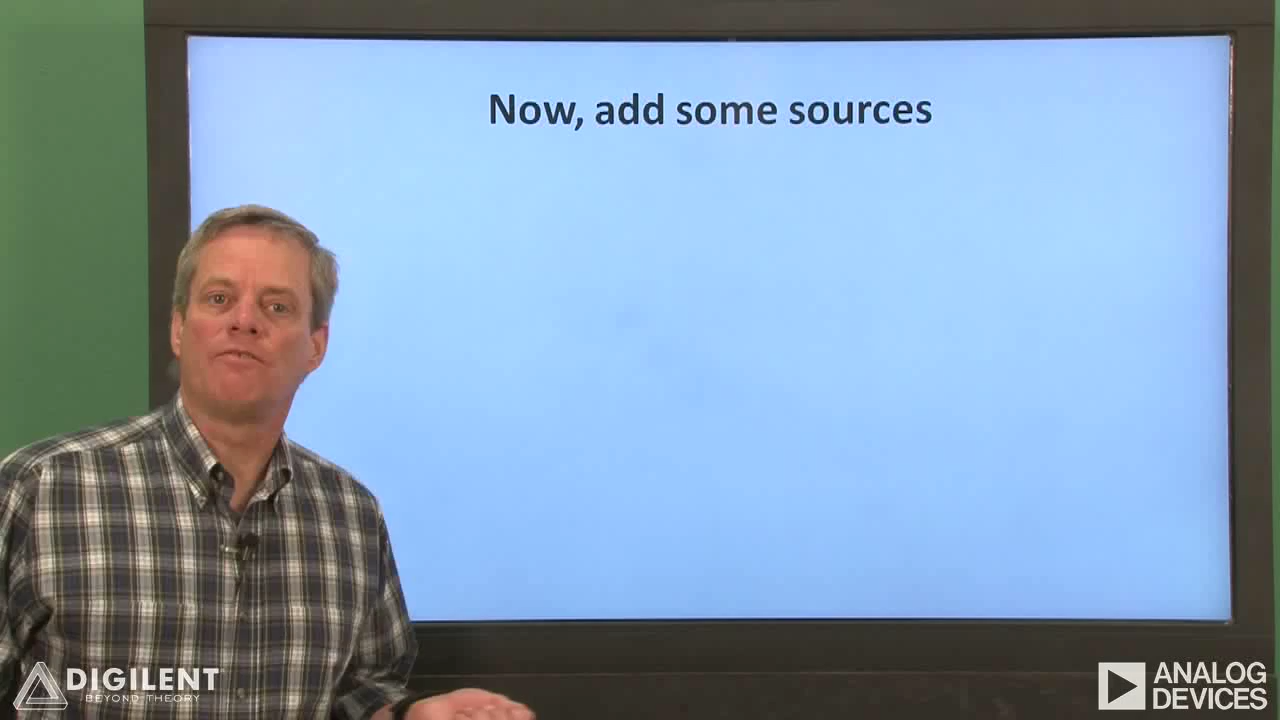 Now, add some sources
DIGILENT
BEYOND THEORY
ANALOG
DEVICES